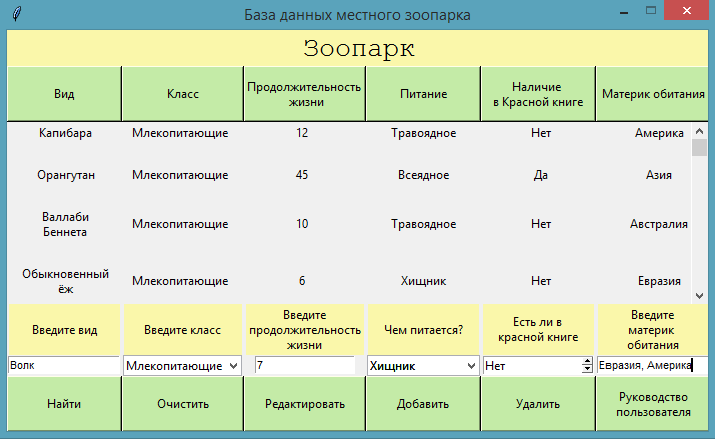 База данных местного зоопарка
Зоопарк
Вид
Класс
Продолжительность
жизни
Питание
Наличие
в Красной книге
Материк обитания
Капибара Млекопитающие 12 Травоядное Нет Америка
Орангутан Млекопитающие 45 Всеядное Да Азия
Валлаби
Беннета
Млекопитающие 10 Травоядное Нет Австралия
Обыкновенный
ёж
Млекопитающие 6 Хищник Нет Евразия
Введите вид
Введите класс
Введите
продолжительность
жизни
Чем питается?
Есть ли в
красной книге
Введите
материк
обитания
Волк Млекопитающие 7 Хищник Нет Евразия, Америка
Найти
Очистить
Редактировать
Добавить
Удалить
Руководство
пользователя